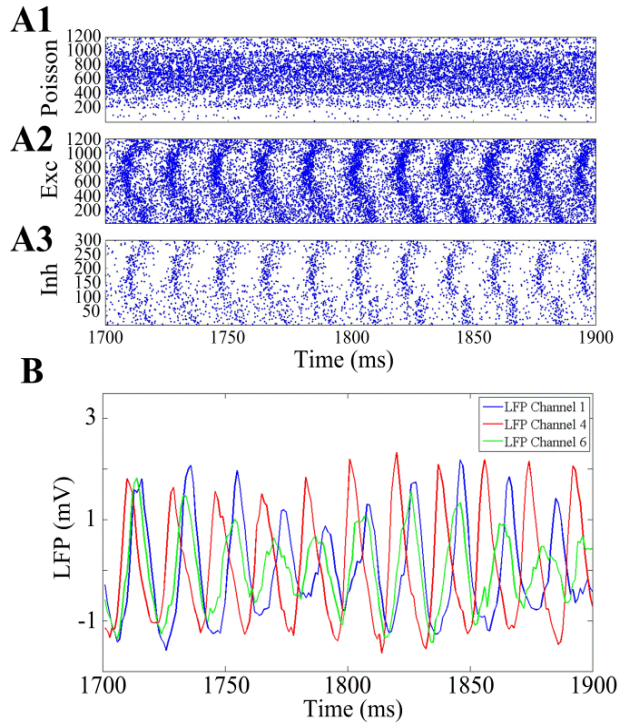 A1
Poisson
1200
1000
800
600
400
200
A2
Exc
1200
1000
800
600
400
200
A3
Inh
300
250
200
150
100
50
1700
1750
1800
1850
1900
Time (ms)
B
LFP (mV)
3
1
-1
LFP Channel 1
LFP Channel 4
LFP Channel 6
1700
1750
1800
1850
1900
Time (ms)